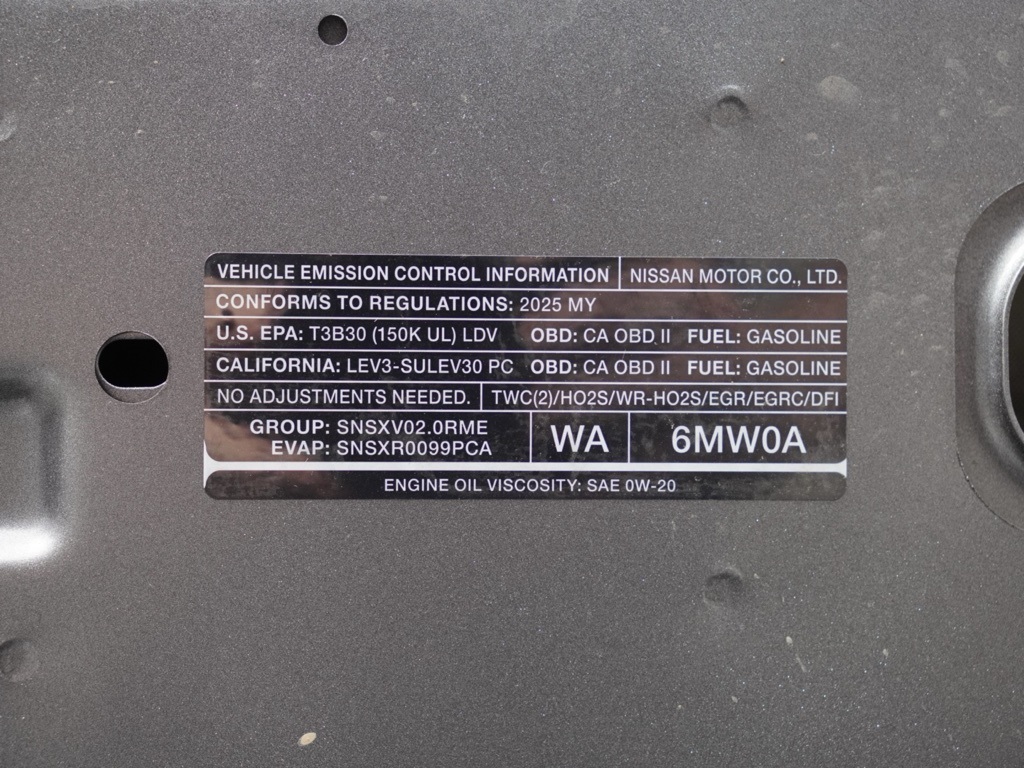 VEHICLE EMISSION CONTROL INFORMATION NISSAN MOTOR CO., LTD.
CONFORMS TO REGULATIONS: 2025 MY
U.S. EPA: T3B30 (150K UL) LDV OBD: CA OBD II FUEL: GASOLINE
CALIFORNIA: LEV3-SULEV30 PC OBD: CA OBD II FUEL: GASOLINE
NO ADJUSTMENTS NEEDED. TWC(2)/HO2S/WR-HO2S/EGR/EGRC/DFI
GROUP: SNSXV02.0RME
EVAP: SNSXR0099PCA
WA 6MW0A
ENGINE OIL VISCOSITY: SAE 0W-20